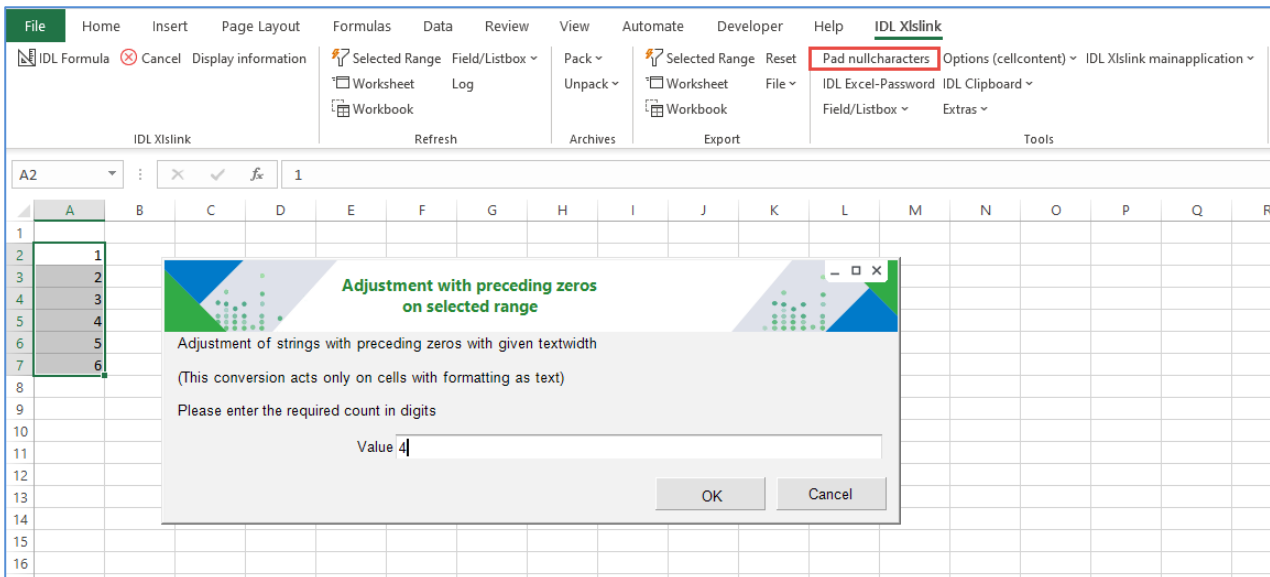 File Home Insert Page Layout Formulas Data Review View Automate Developer Help IDL Xlslink
IDL Formula Cancel Display information Selected Range Field/Listbox Pack Selected Range Reset Pad nullcharacters Options (cellcontent) IDL Xlslink mainapplication
Worksheet Log Unpack Worksheet File IDL Excel-Password IDL Clipboard
Workbook Workbook Field/Listbox Extras
IDL Xlslink Refresh Archives Export Tools
A2 fx 1
A B C D E F G H I J K L M N O P Q R
1
2 1
3 2
4 3
5 4
6 5
7 6
8
9
10
11
12
13
14
15
16
Adjustment with preceding zeros
on selected range
Adjustment of strings with preceding zeros with given textwidth
(This conversion acts only on cells with formatting as text)
Please enter the required count in digits
Value 4
OK Cancel